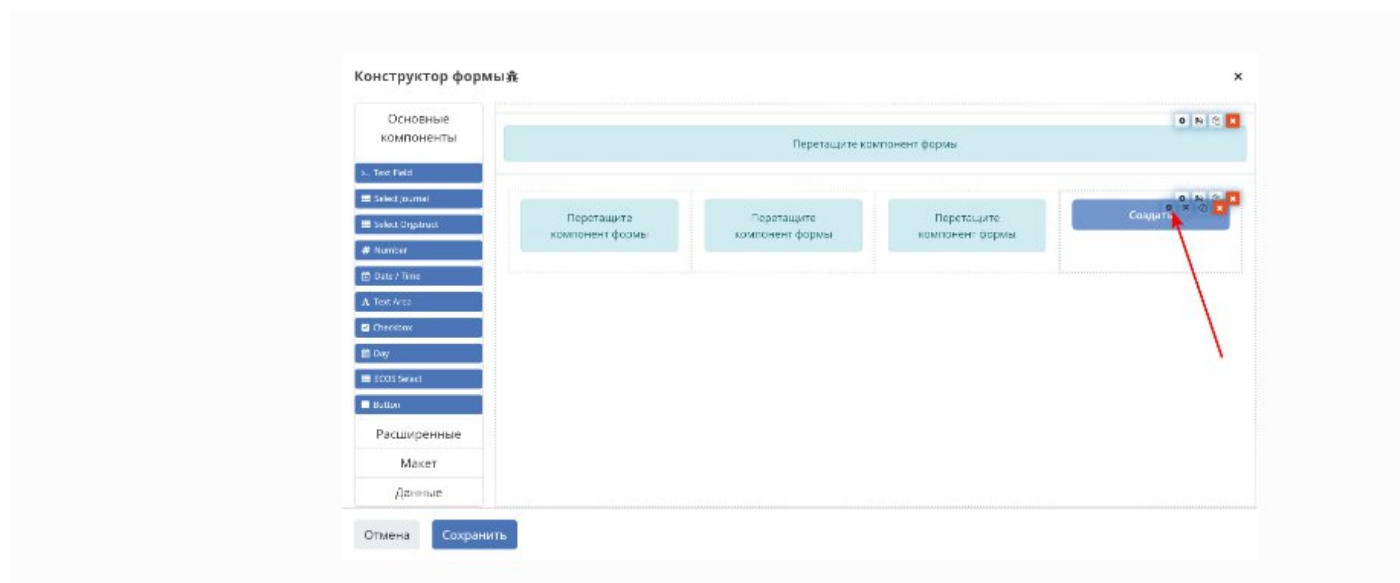 Конструктор формы
Основные
компоненты
Text Field
Select Journal
Select Orgstruct
# Number
Date / Time
A Text Area
Checkbox
Day
ECOS Select
Button
Расширенные
Макет
Данные
Перетащите компонент формы
Перетащите
компонент формы
Перетащите
компонент формы
Перетащите
компонент формы
Создать
Отмена
Сохранить